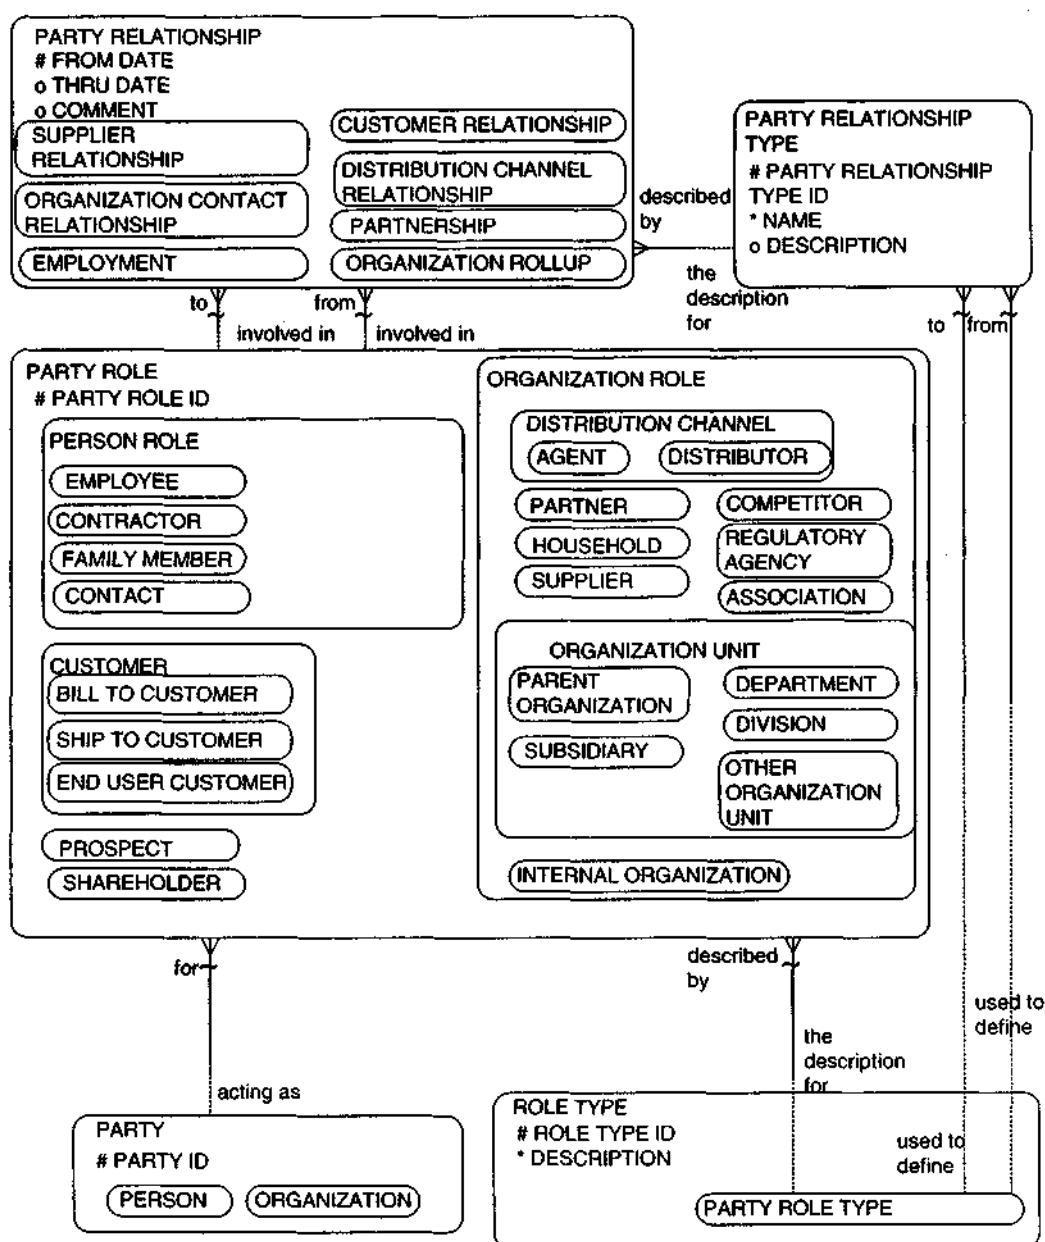 PARTY RELATIONSHIP
# FROM DATE
o THRU DATE
o COMMENT
SUPPLIER
RELATIONSHIP
CUSTOMER RELATIONSHIP
DISTRIBUTION CHANNEL
RELATIONSHIP
ORGANIZATION CONTACT
RELATIONSHIP
PARTNERSHIP
EMPLOYMENT
ORGANIZATION ROLLUP
PARTY RELATIONSHIP
TYPE
# PARTY RELATIONSHIP
TYPE ID
* NAME
o DESCRIPTION
described
by
the
description
for
to
from
involved in
involved in
to
from
PARTY ROLE
# PARTY ROLE ID
PERSON ROLE
EMPLOYEE
CONTRACTOR
FAMILY MEMBER
CONTACT
CUSTOMER
BILL TO CUSTOMER
SHIP TO CUSTOMER
END USER CUSTOMER
PROSPECT
SHAREHOLDER
ORGANIZATION ROLE
DISTRIBUTION CHANNEL
AGENT
DISTRIBUTOR
PARTNER
COMPETITOR
HOUSEHOLD
REGULATORY
AGENCY
SUPPLIER
ASSOCIATION
ORGANIZATION UNIT
PARENT
ORGANIZATION
DEPARTMENT
DIVISION
SUBSIDIARY
OTHER
ORGANIZATION
UNIT
INTERNAL ORGANIZATION
for
described
by
used to
define
the
description
for
acting as
PARTY
# PARTY ID
PERSON
ORGANIZATION
ROLE TYPE
# ROLE TYPE ID
* DESCRIPTION
used to
define
PARTY ROLE TYPE